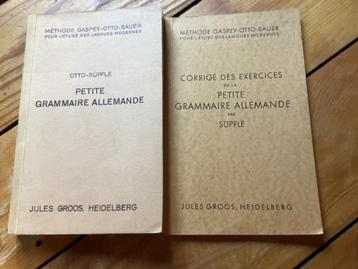 MÉTHODE GASPEY-OTTO-SAUER
POUR L'ÉTUDE DES LANGUES MODERNES
OTTO-SÜPFLE
PETITE
GRAMMAIRE ALLEMANDE
JULES GROOS, HEIDELBERG
MÉTHODE GASPEY-OTTO-SAUER
POUR L'ÉTUDE DES LANGUES MODERNES
CORRIGÉ DES EXERCICES
DE LA
PETITE
GRAMMAIRE ALLEMANDE
PAR
SÜPFLE
JULES GROOS, HEIDELBERG